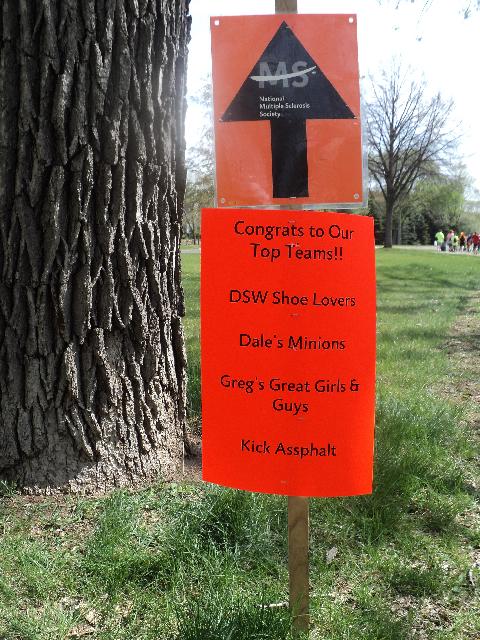 MS
National
Multiple Sclerosis
Society
Congrats to Our
Top Teams!!
DSW Shoe Lovers
Dale's Minions
Greg's Great Girls &
Guys
Kick Assphalt